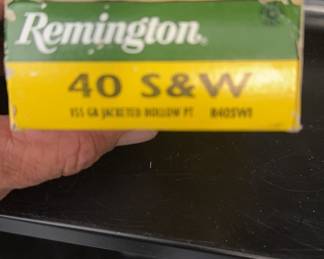 Remington.
40 S&W
155 GR JACKETED HOLLOW PT R40SW1